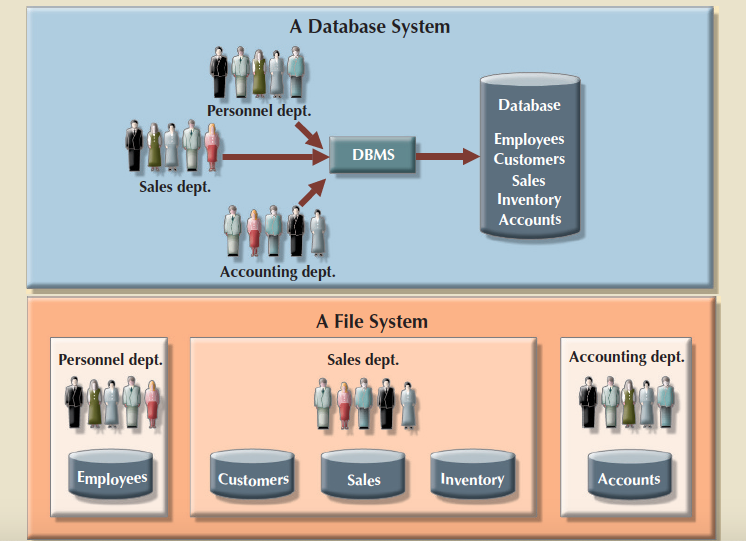 A Database System
Personnel dept.
Sales dept.
Accounting dept.
DBMS
Database
Employees
Customers
Sales
Inventory
Accounts
A File System
Personnel dept.
Employees
Sales dept.
Customers
Sales
Inventory
Accounting dept.
Accounts